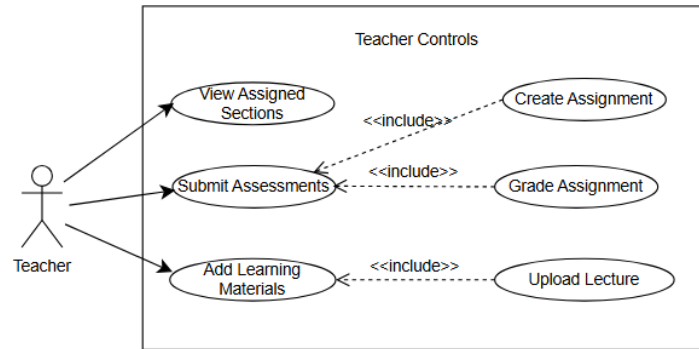 Teacher Controls
View Assigned
Sections
Create Assignment
<<include>>
Submit Assessments
<<include>>
Grade Assignment
Teacher
Add Learning
Materials
<<include>>
Upload Lecture